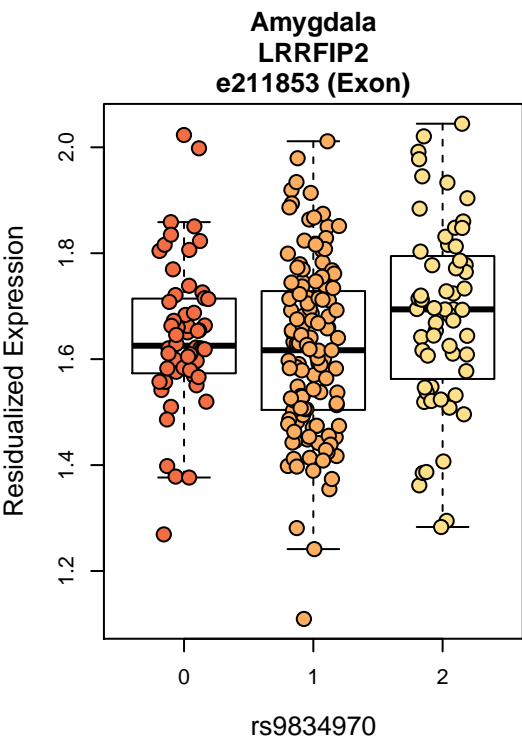 Amygdala
LRRFIP2
e211853 (Exon)
Residualized Expression
2.0
1.8
1.6
1.4
1.2
0 1 2
rs9834970